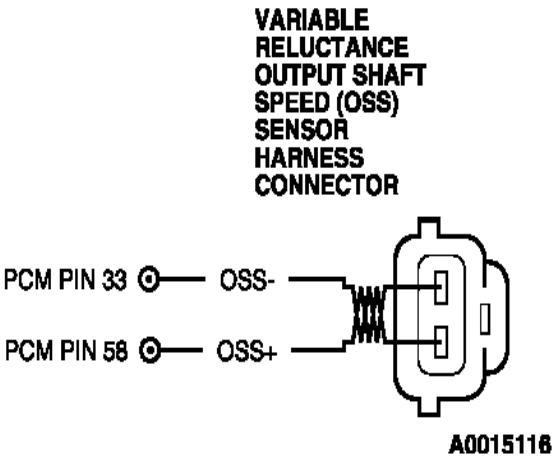 VARIABLE
RELUCTANCE
OUTPUT SHAFT
SPEED (OSS)
SENSOR
HARNESS
CONNECTOR
PCM PIN 33 OSS-
PCM PIN 58 OSS+
A0015116